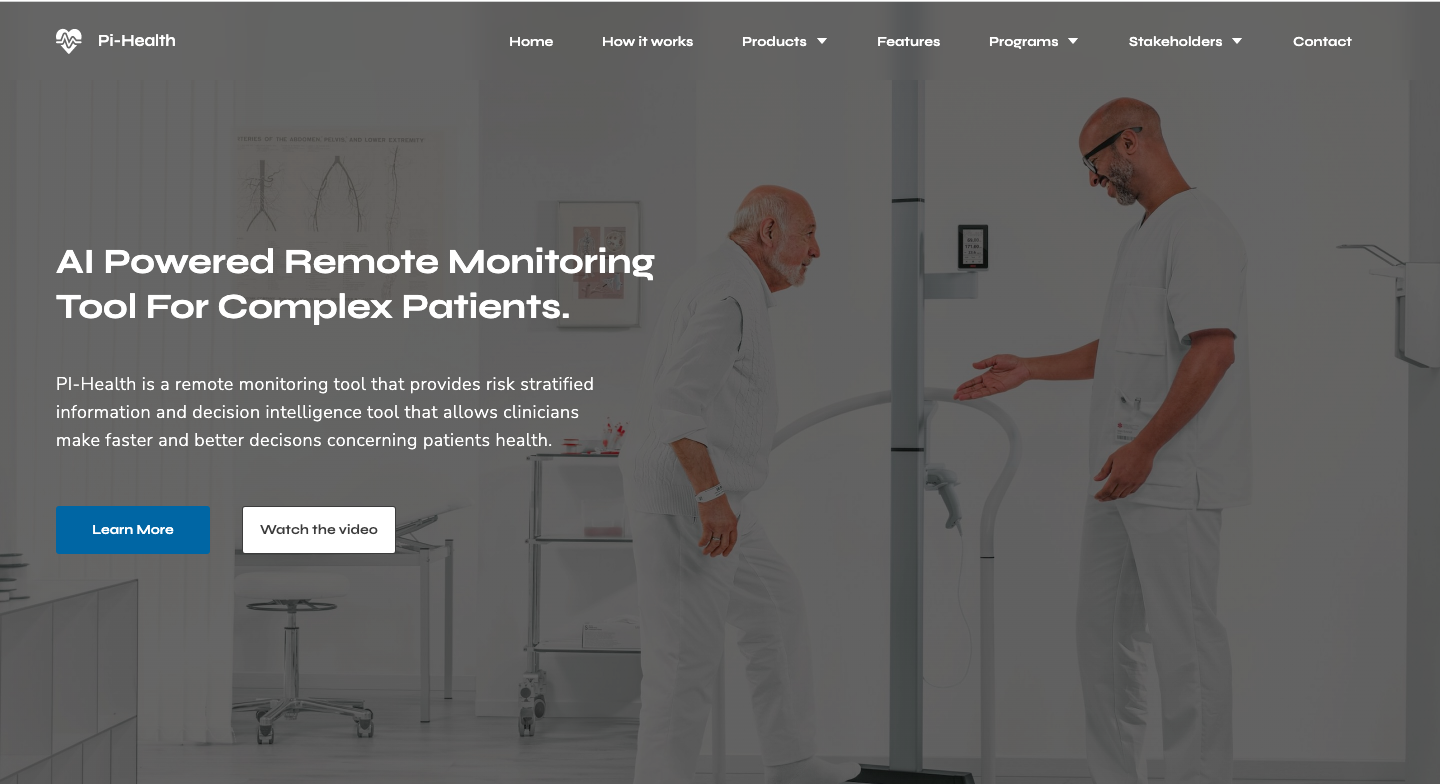 Pi-Health
Home
How it works
Products
Features
Programs
Stakeholders
Contact
AI Powered Remote Monitoring
Tool For Complex Patients.
PI-Health is a remote monitoring tool that provides risk stratified
information and decision intelligence tool that allows clinicians
make faster and better decisons concerning patients health.
Learn More
Watch the video